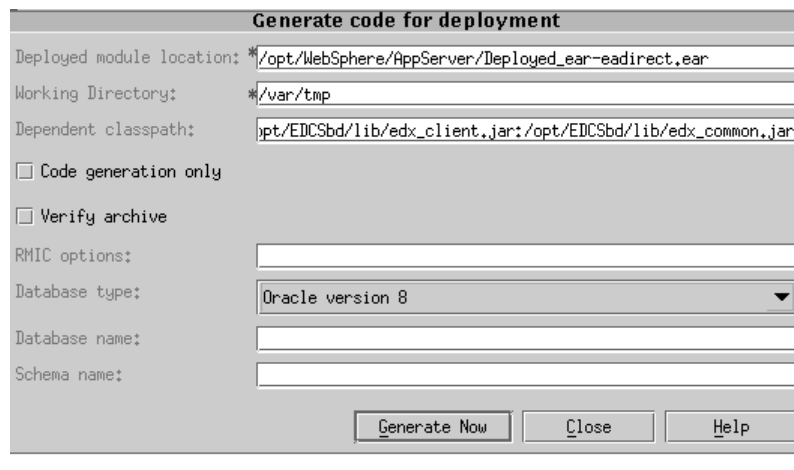 Generate code for deployment
Deployed module location: */opt/WebSphere/AppServer/Deployed_ear-eadirect.ear
Working Directory: */var/tmp
Dependent classpath: opt/EDCSbd/lib/edx_client.jar:/opt/EDCSbd/lib/edx_common.jar
Code generation only
Verify archive
RMIC options:
Database type: Oracle version 8
Database name:
Schema name:
Generate Now Close Help